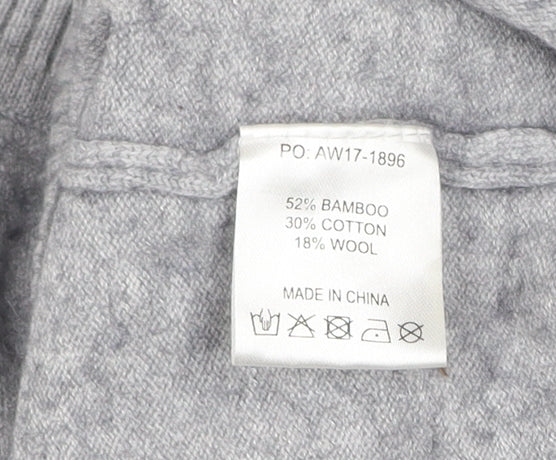 PO: AW17-1896
52% BAMBOO
30% COTTON
18% WOOL
MADE IN CHINA